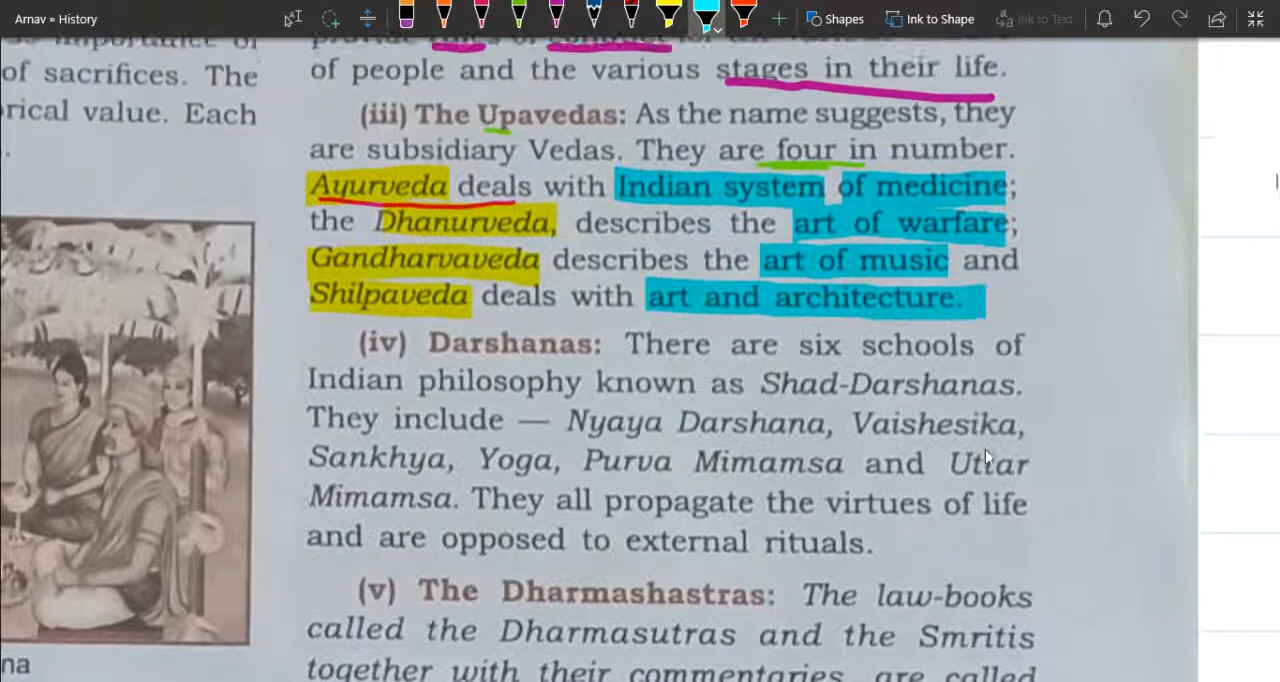 Arnav » History
Shapes
Ink to Shape
Ink to Text
of sacrifices. The
rical value. Each
of people and the various stages in their life.
(iii) The Upavedas: As the name suggests, they
are subsidiary Vedas. They are four in number.
Ayurveda deals with Indian system of medicine;
the Dhanurveda, describes the art of warfare;
Gandharvaveda describes the art of music and
Shilpaveda deals with art and architecture.
(iv) Darshanas: There are six schools of
Indian philosophy known as Shad-Darshanas.
They include — Nyaya Darshana, Vaishesika,
Sankhya, Yoga, Purva Mimamsa and Uttar
Mimamsa. They all propagate the virtues of life
and are opposed to external rituals.
(v) The Dharmashastras: The law-books
called the Dharmasutras and the Smritis
together with their commentaries, are called
na